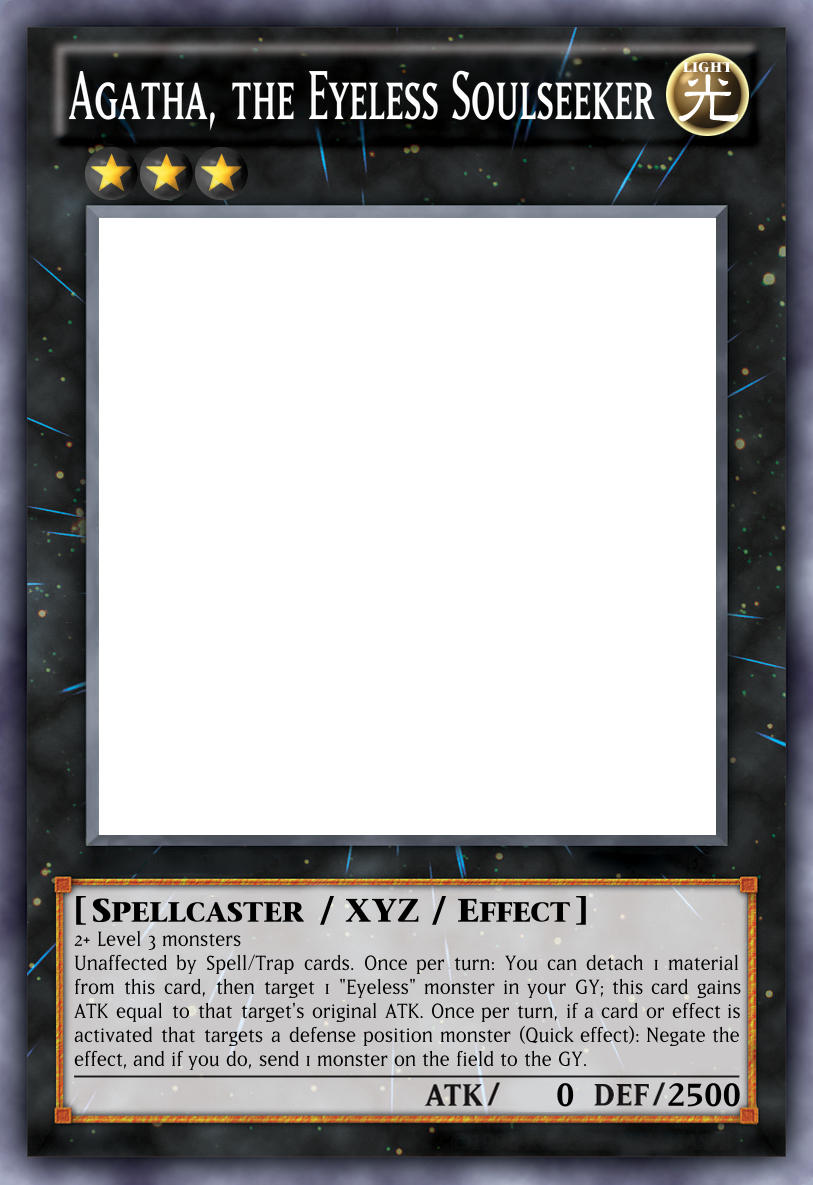 Agatha, the Eyeless Soulseeker
LIGHT
光
[ Spellcaster / XYZ / Effect ]
2+ Level 3 monsters
Unaffected by Spell/Trap cards. Once per turn: You can detach 1 material
from this card, then target 1 "Eyeless" monster in your GY; this card gains
ATK equal to that target's original ATK. Once per turn, if a card or effect is
activated that targets a defense position monster (Quick effect): Negate the
effect, and if you do, send 1 monster on the field to the GY.
ATK/ 0 DEF/2500